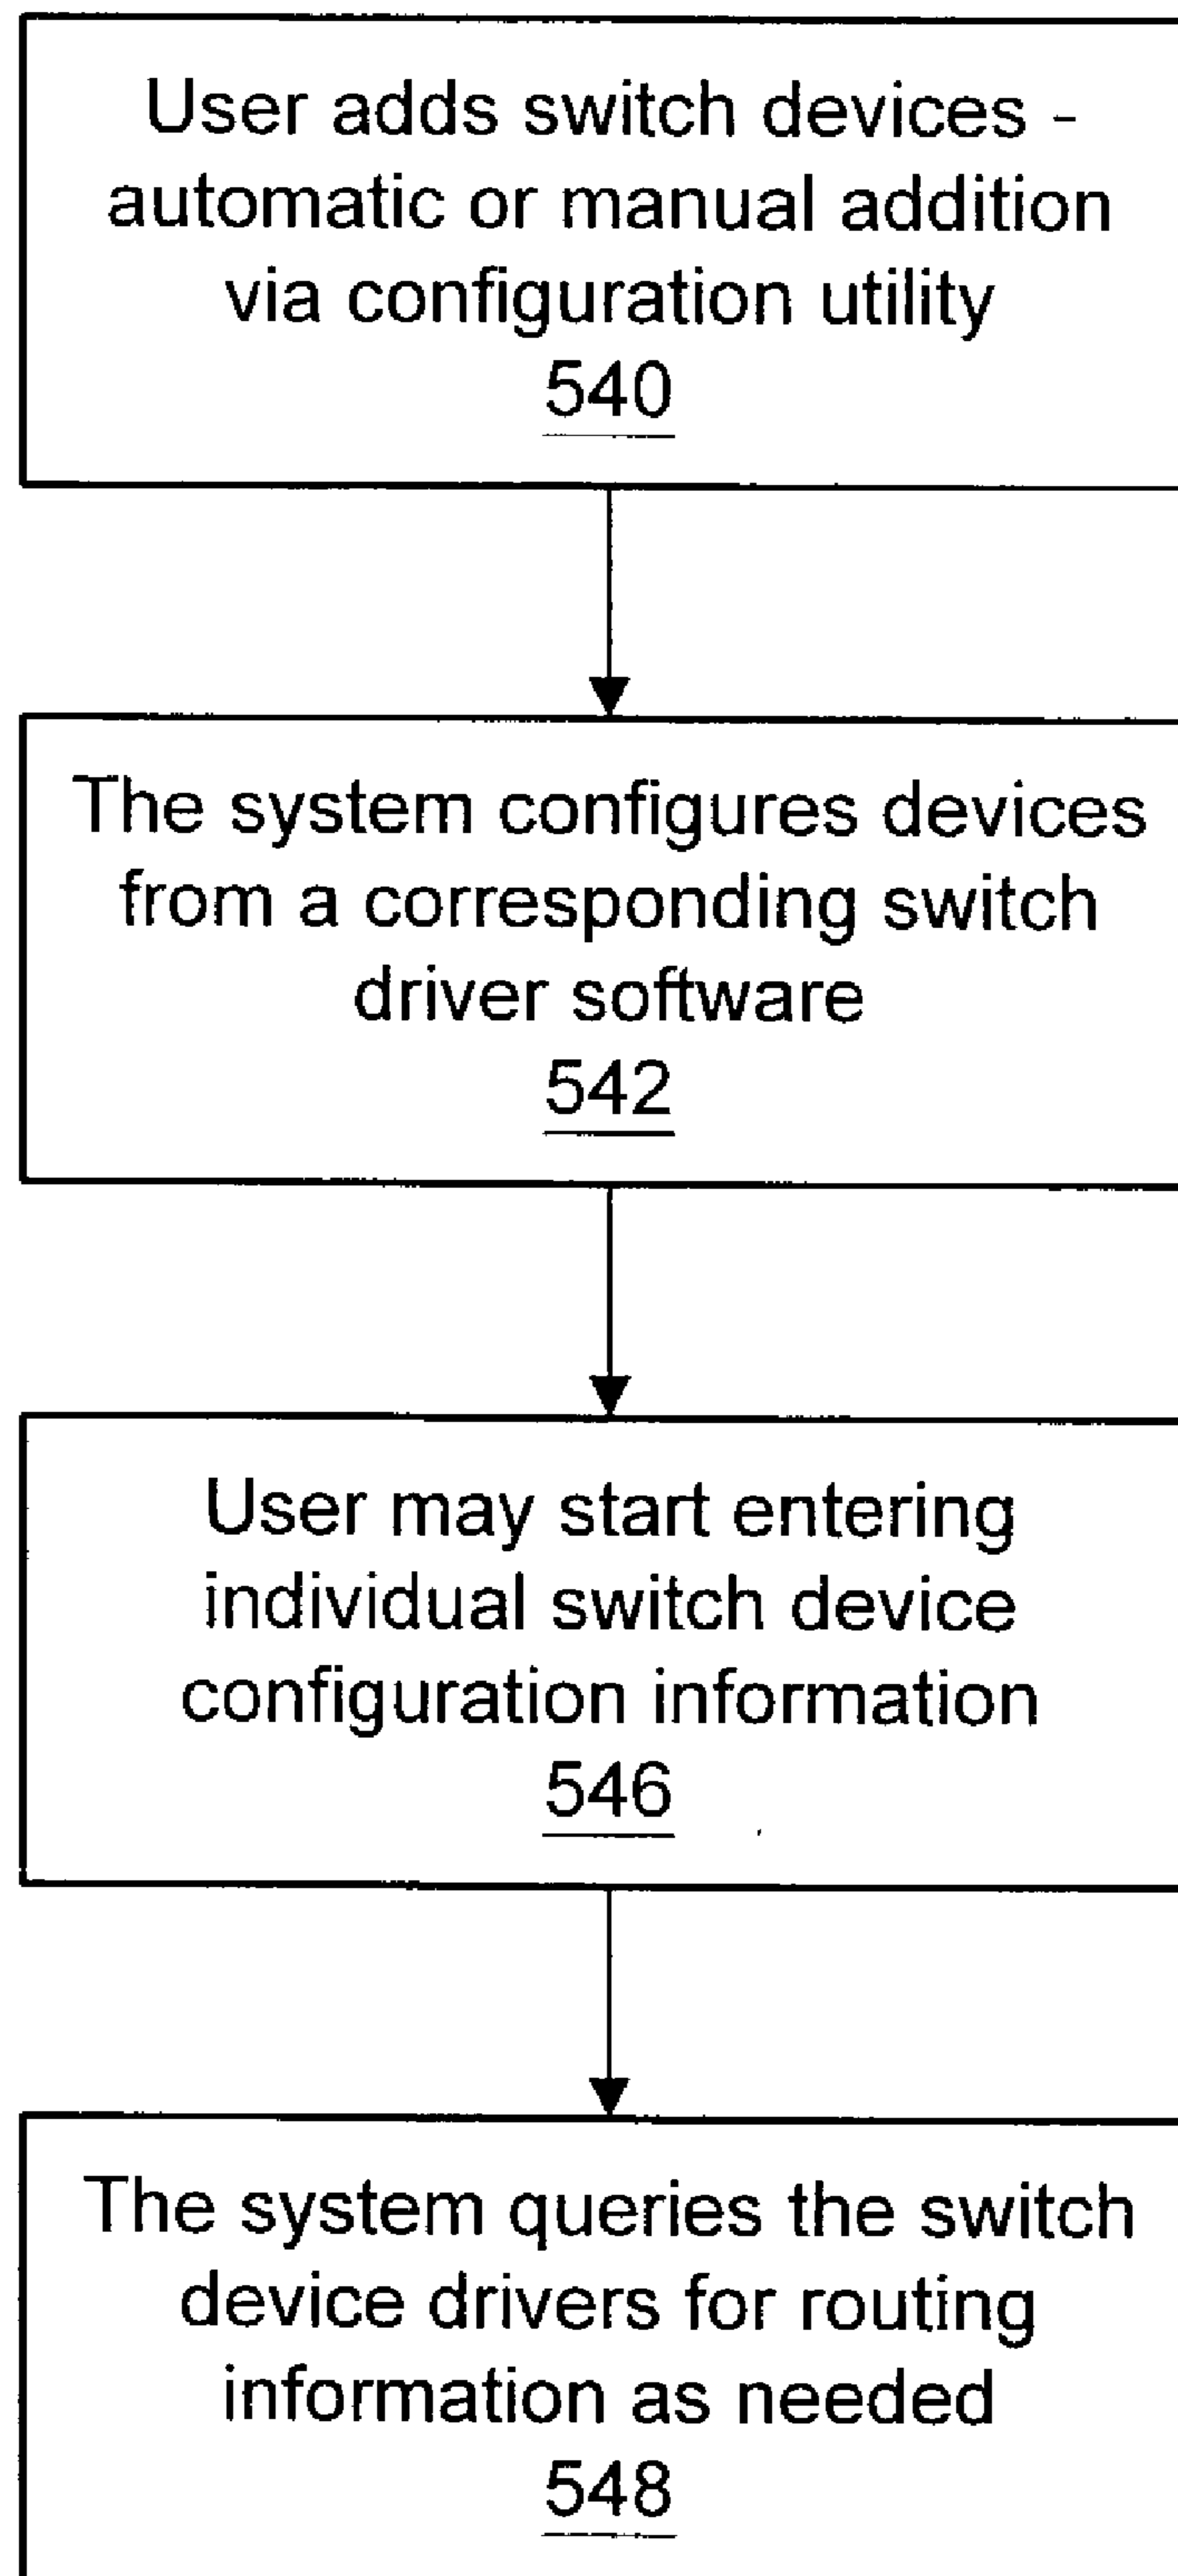 User adds switch devices -
automatic or manual addition
via configuration utility
540
The system configures devices
from a corresponding switch
driver software
542
User may start entering
individual switch device
configuration information
546
The system queries the switch
device drivers for routing
information as needed
548